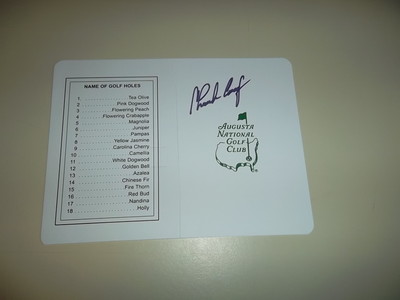 NAME OF GOLF HOLES
1 Tea Olive
2 Pink Dogwood
3 Flowering Peach
4 Flowering Crabapple
5 Magnolia
6 Juniper
7 Pampas
8 Yellow Jasmine
9 Carolina Cherry
10 Camellia
11 White Dogwood
12 Golden Bell
13 Azalea
14 Chinese Fir
15 Fire Thorn
16 Red Bud
17 Nandina
18 Holly
AUGUSTA
NATIONAL
GOLF
CLUB